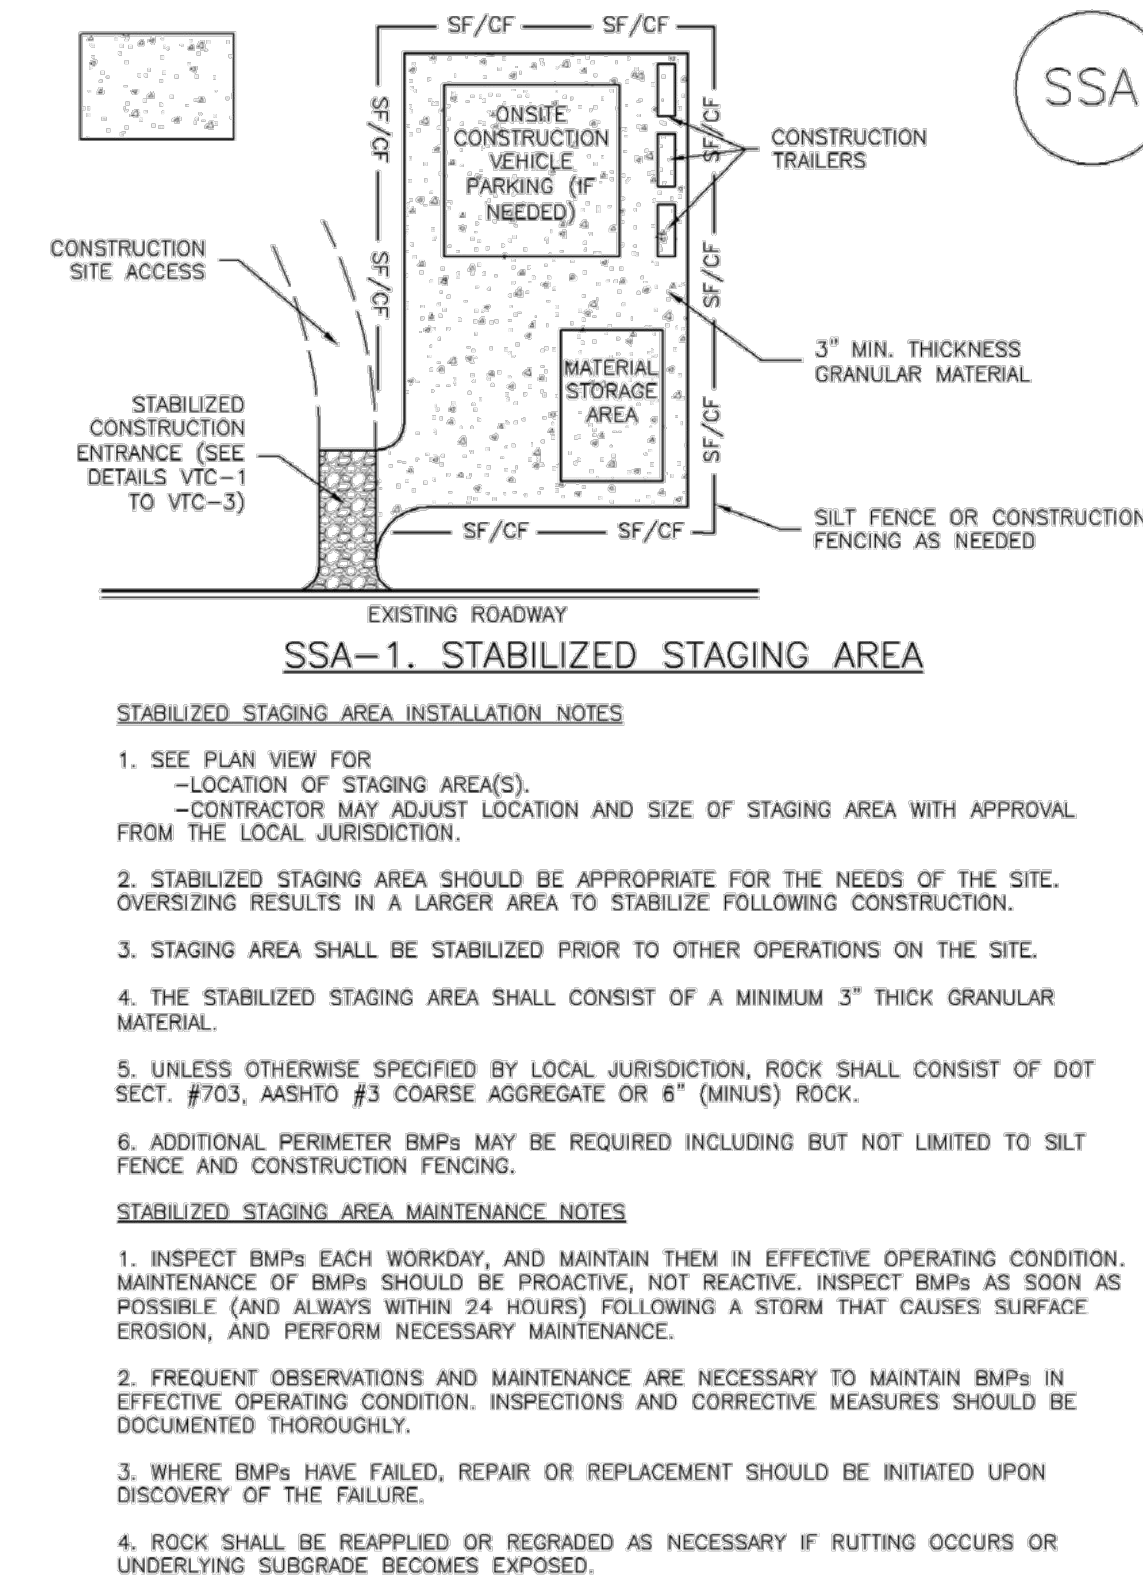 SF/CF SF/CF
SSA
SF/CF
SF/CF
SF/CF
SF/CF
SF/CF
ONSITE
CONSTRUCTION
VEHICLE
PARKING (IF
NEEDED)
CONSTRUCTION
TRAILERS
CONSTRUCTION
SITE ACCESS
3" MIN. THICKNESS
GRANULAR MATERIAL
MATERIAL
STORAGE
AREA
STABILIZED
CONSTRUCTION
ENTRANCE (SEE
DETAILS VTC-1
TO VTC-3)
SF/CF SF/CF
SILT FENCE OR CONSTRUCTION
FENCING AS NEEDED
EXISTING ROADWAY
SSA-1. STABILIZED STAGING AREA
STABILIZED STAGING AREA INSTALLATION NOTES
1. SEE PLAN VIEW FOR
-LOCATION OF STAGING AREA(S).
-CONTRACTOR MAY ADJUST LOCATION AND SIZE OF STAGING AREA WITH APPROVAL
FROM THE LOCAL JURISDICTION.
2. STABILIZED STAGING AREA SHOULD BE APPROPRIATE FOR THE NEEDS OF THE SITE.
OVERSIZING RESULTS IN A LARGER AREA TO STABILIZE FOLLOWING CONSTRUCTION.
3. STAGING AREA SHALL BE STABILIZED PRIOR TO OTHER OPERATIONS ON THE SITE.
4. THE STABILIZED STAGING AREA SHALL CONSIST OF A MINIMUM 3" THICK GRANULAR
MATERIAL.
5. UNLESS OTHERWISE SPECIFIED BY LOCAL JURISDICTION, ROCK SHALL CONSIST OF DOT
SECT. #703, AASHTO #3 COARSE AGGREGATE OR 6" (MINUS) ROCK.
6. ADDITIONAL PERIMETER BMPs MAY BE REQUIRED INCLUDING BUT NOT LIMITED TO SILT
FENCE AND CONSTRUCTION FENCING.
STABILIZED STAGING AREA MAINTENANCE NOTES
1. INSPECT BMPs EACH WORKDAY, AND MAINTAIN THEM IN EFFECTIVE OPERATING CONDITION.
MAINTENANCE OF BMPs SHOULD BE PROACTIVE, NOT REACTIVE. INSPECT BMPs AS SOON AS
POSSIBLE (AND ALWAYS WITHIN 24 HOURS) FOLLOWING A STORM THAT CAUSES SURFACE
EROSION, AND PERFORM NECESSARY MAINTENANCE.
2. FREQUENT OBSERVATIONS AND MAINTENANCE ARE NECESSARY TO MAINTAIN BMPs IN
EFFECTIVE OPERATING CONDITION. INSPECTIONS AND CORRECTIVE MEASURES SHOULD BE
DOCUMENTED THOROUGHLY.
3. WHERE BMPs HAVE FAILED, REPAIR OR REPLACEMENT SHOULD BE INITIATED UPON
DISCOVERY OF THE FAILURE.
4. ROCK SHALL BE REAPPLIED OR REGRADED AS NECESSARY IF RUTTING OCCURS OR
UNDERLYING SUBGRADE BECOMES EXPOSED.